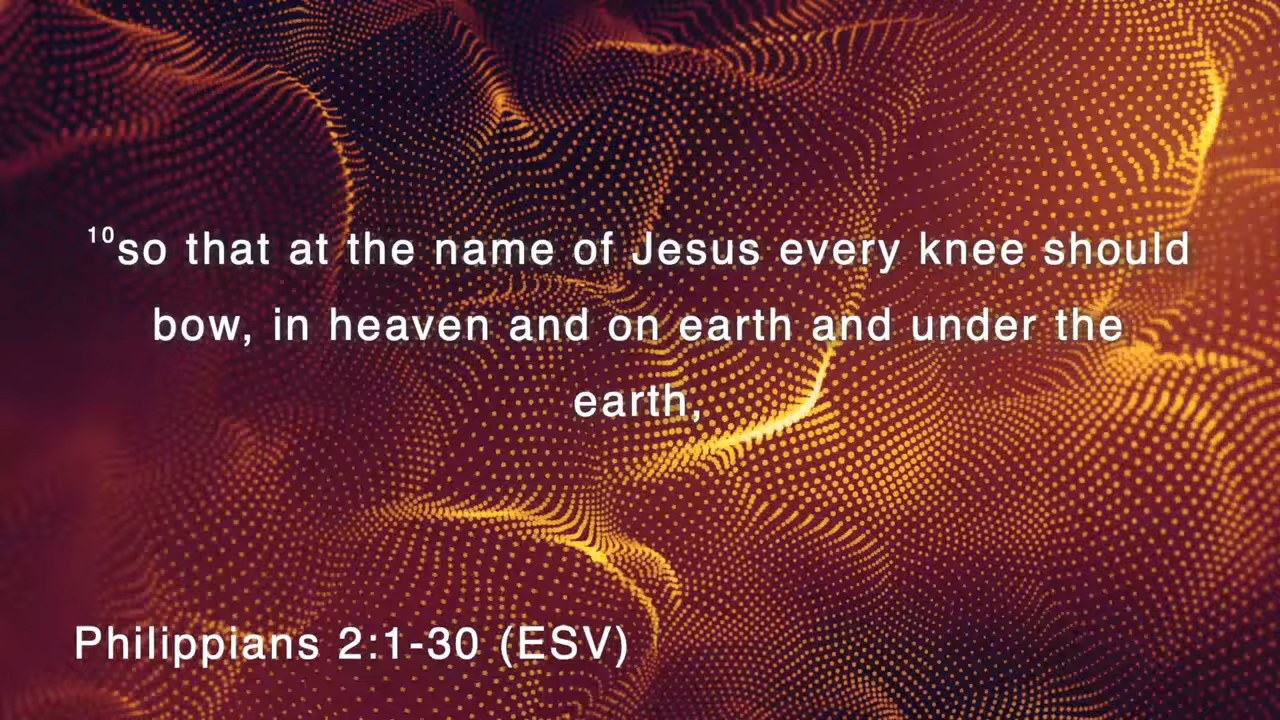 ¹⁰so that at the name of Jesus every knee should
bow, in heaven and on earth and under the
earth,
Philippians 2:1-30 (ESV)